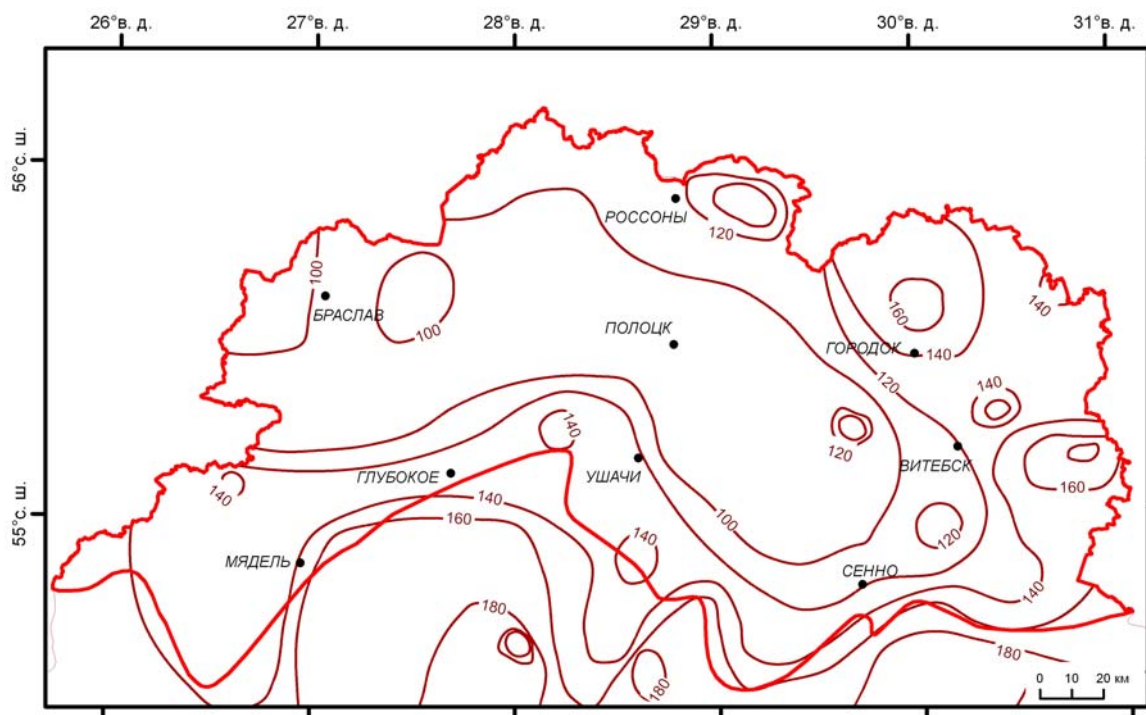 26°в. д. 27°в. д. 28°в. д. 29°в. д. 30°в. д. 31°в. д.
56°с. ш.
РОССОНЫ
120
100
БРАСЛАВ
100
160
140
ПОЛОЦК
ГОРОДОК
140
120
140
140
120
ГЛУБОКОЕ
УШАЧИ
ВИТЕБСК
140
160
55°с. ш.
140
160
100
140
120
МЯДЕЛЬ
СЕННО
140
180
180
180
0 10 20 км